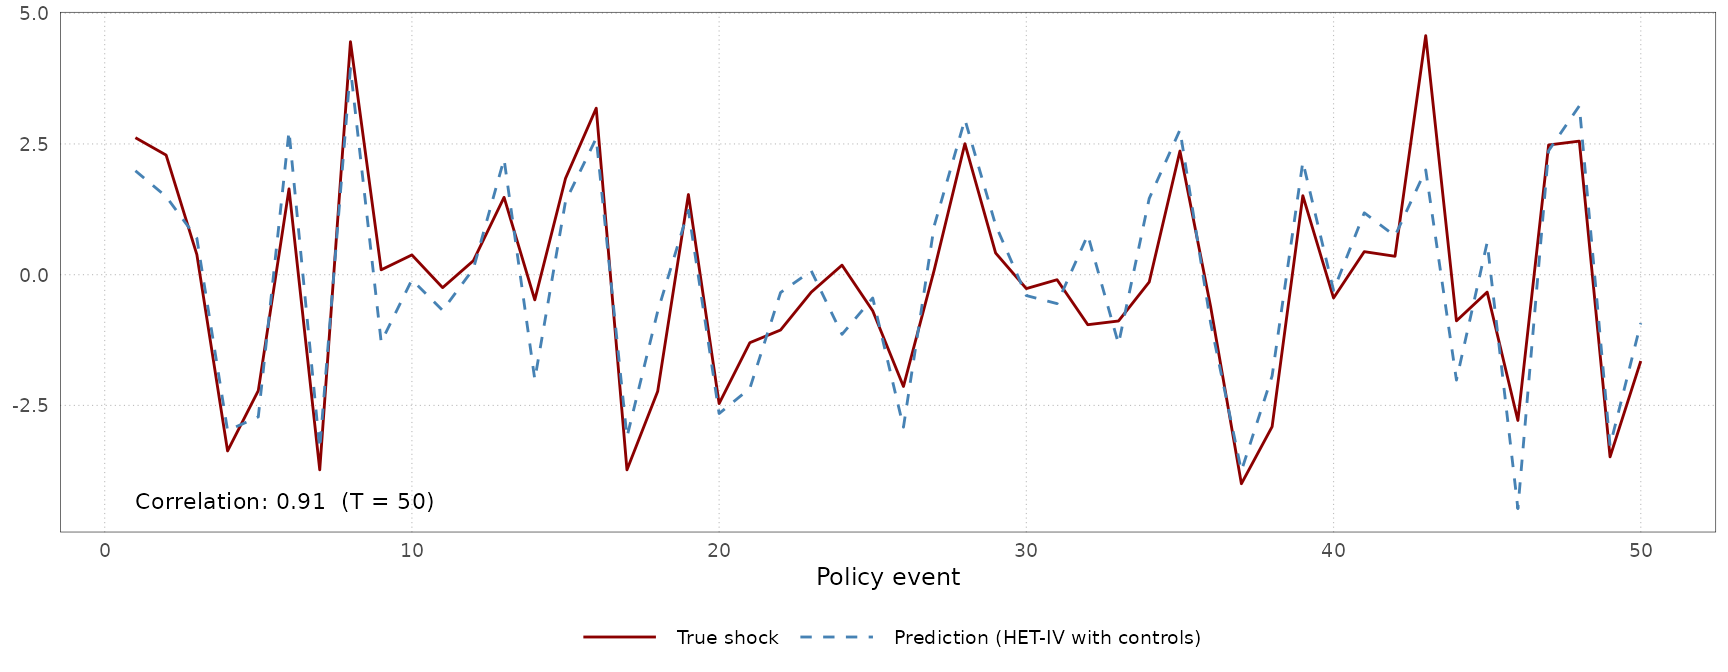 5.0
2.5
0.0
-2.5
Correlation: 0.91 (T = 50)
0 10 20 30 40 50
Policy event
True shock Prediction (HET-IV with controls)